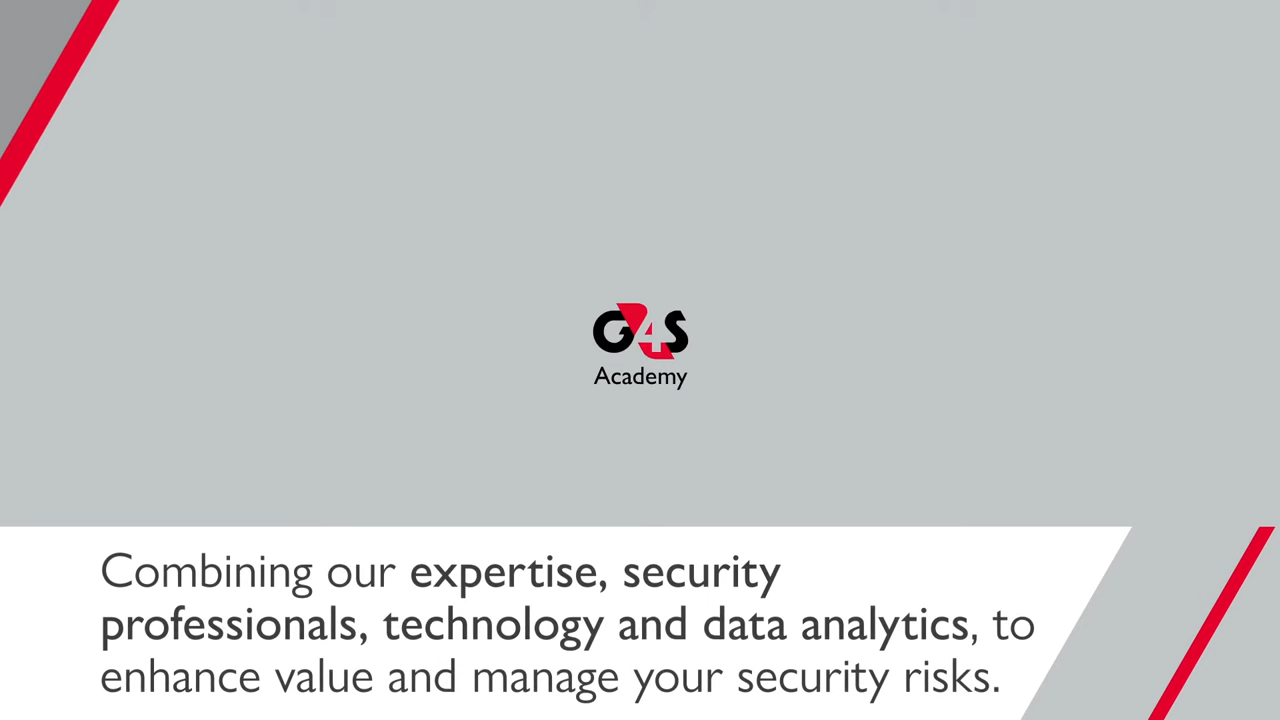 G4S
Academy
Combining our expertise, security
professionals, technology and data analytics, to
enhance value and manage your security risks.